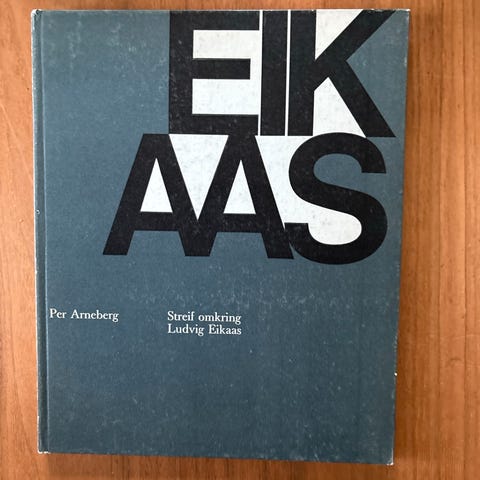 EIK
AAS
Per Arneberg
Streif omkring
Ludvig Eikaas